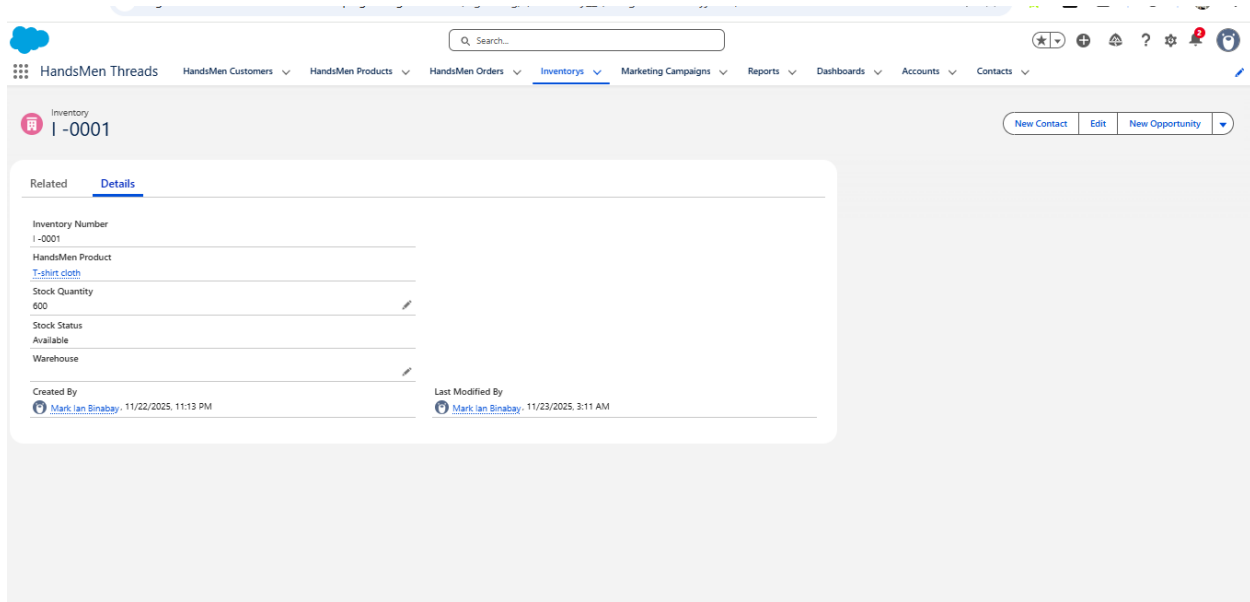 Search...
2
HandsMen Threads HandsMen Customers HandsMen Products HandsMen Orders Inventorys Marketing Campaigns Reports Dashboards Accounts Contacts
Inventory
I -0001
New Contact Edit New Opportunity
Related Details
Inventory Number
I -0001
HandsMen Product
T-shirt cloth
Stock Quantity
600
Stock Status
Available
Warehouse
Created By
Mark Ian Binabay, 11/22/2025, 11:13 PM
Last Modified By
Mark Ian Binabay, 11/23/2025, 3:11 AM